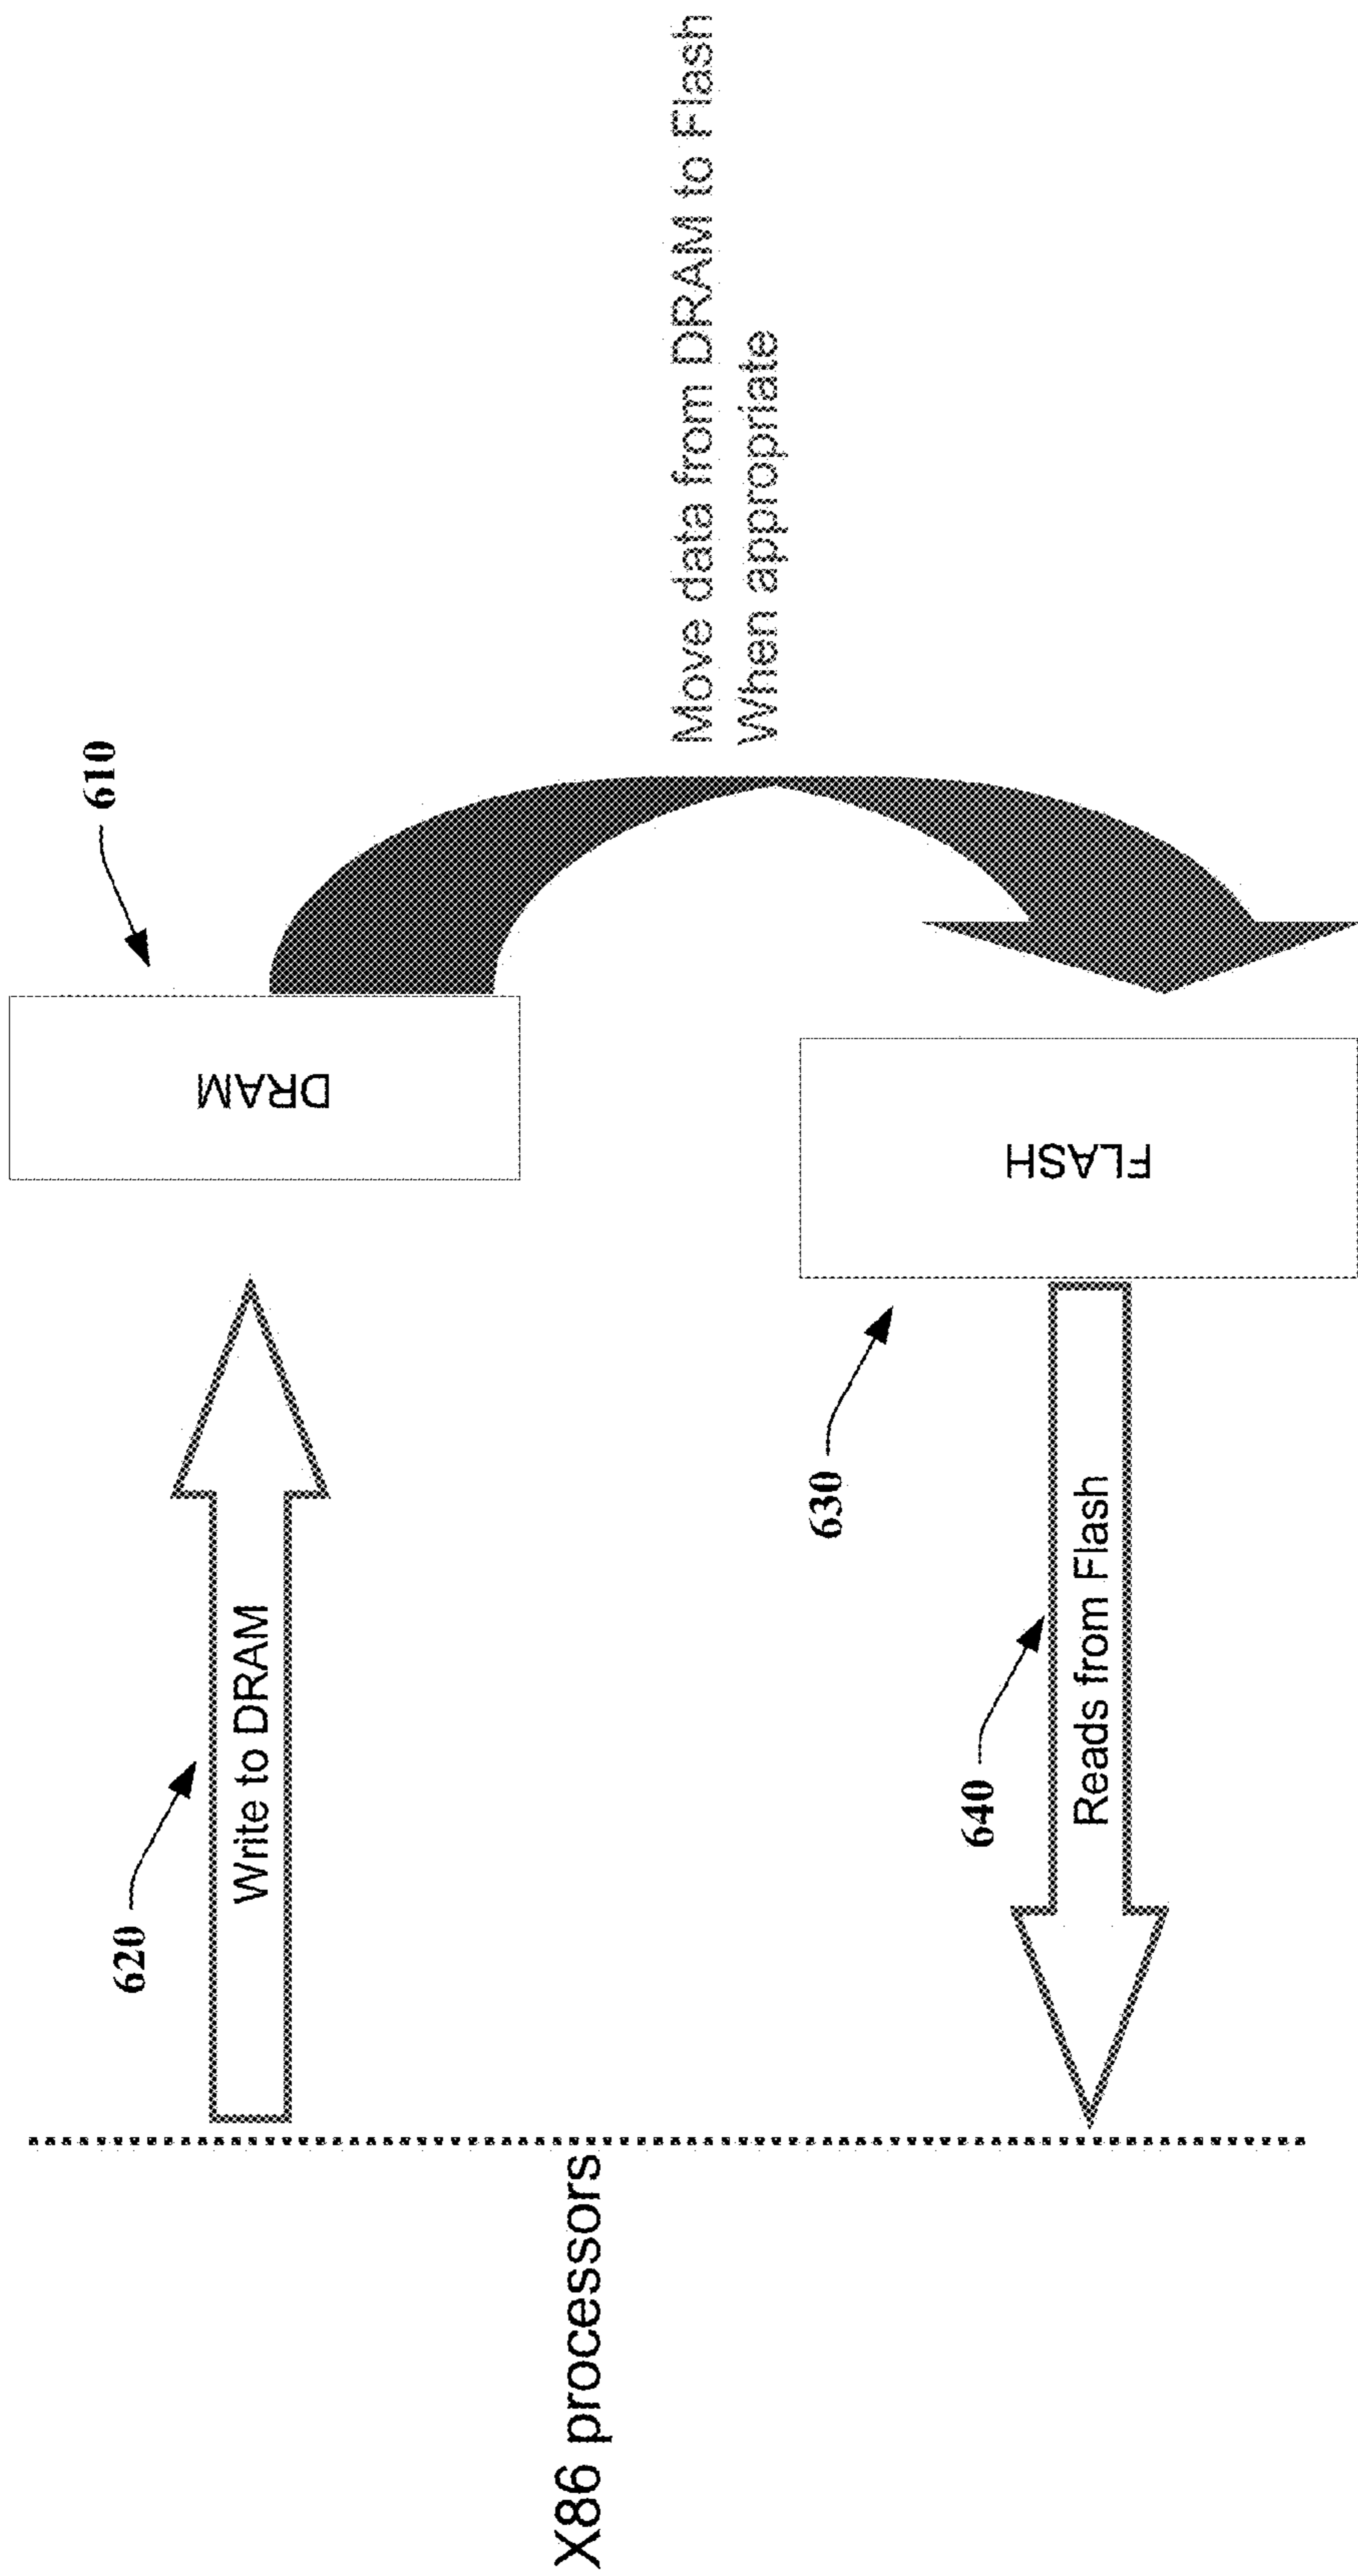 X86 processors
620
Write to DRAM
610
DRAM
Move data from DRAM to Flash
When appropriate
630
FLASH
640
Reads from Flash